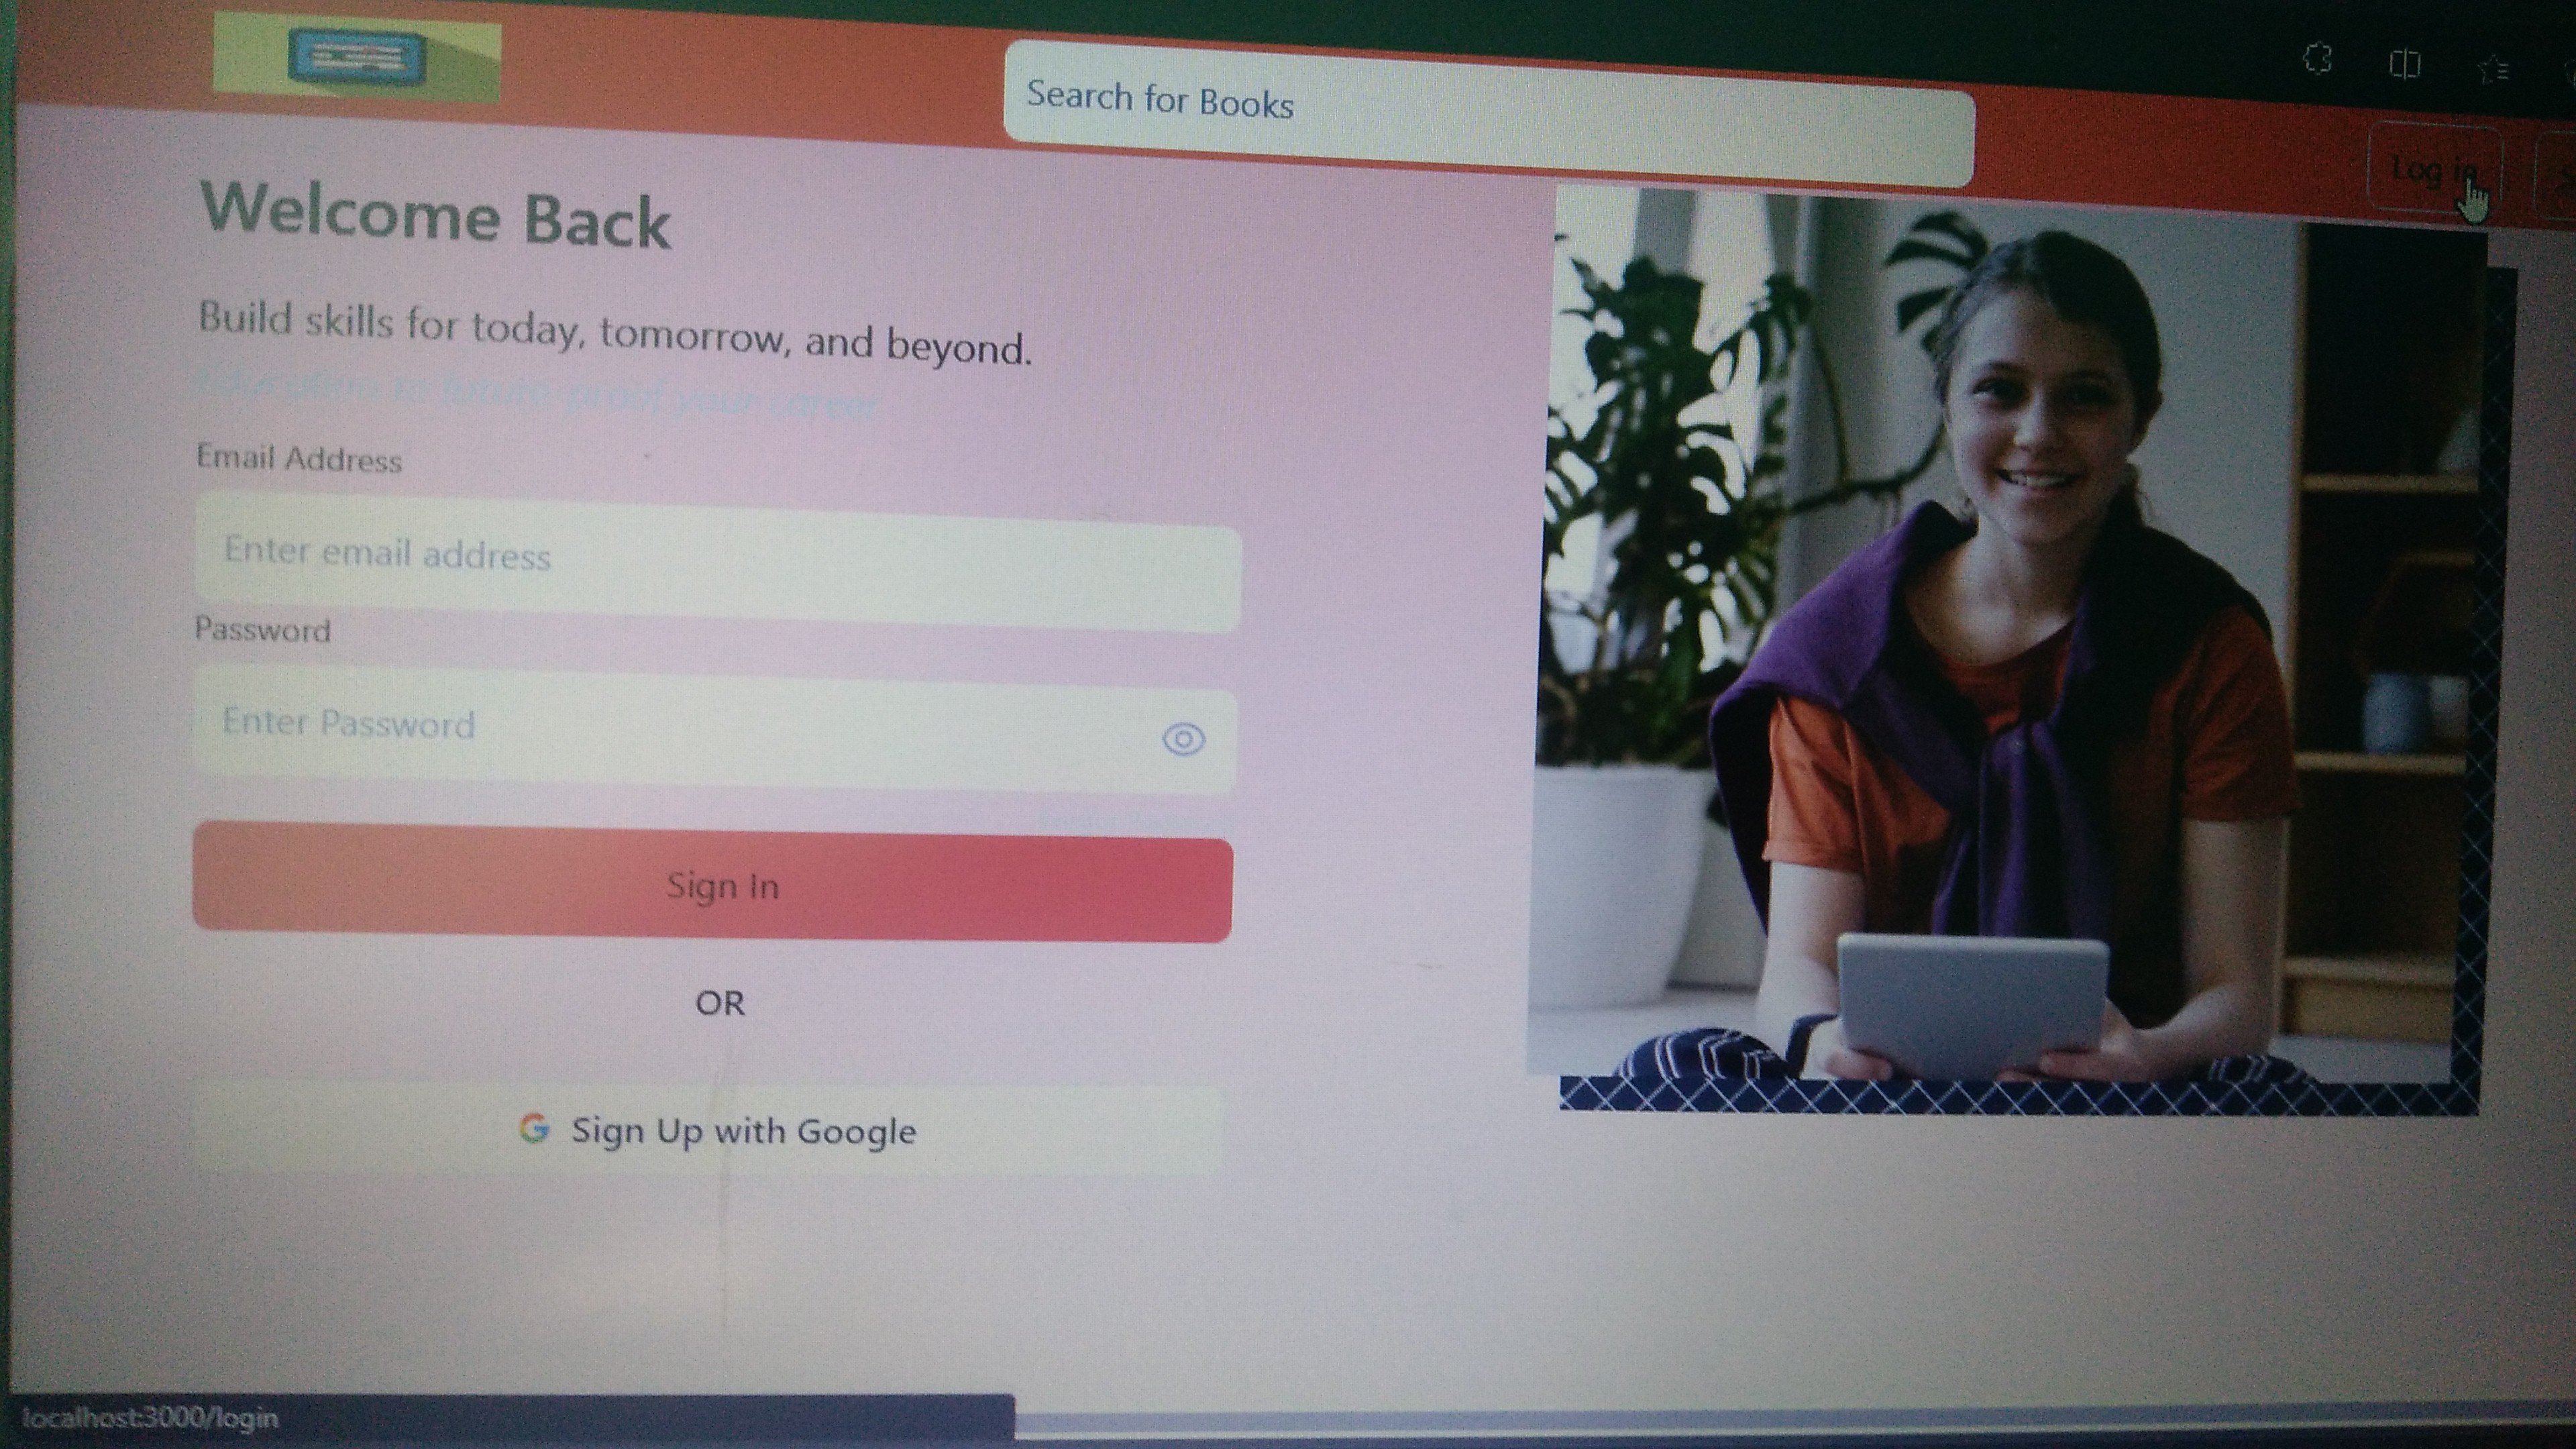 Search for Books
Log in
Welcome Back
Build skills for today, tomorrow, and beyond.
Education to future-proof your career
Email Address
Enter email address
Password
Enter Password
Sign In
OR
Sign Up with Google
localhost:3000/login